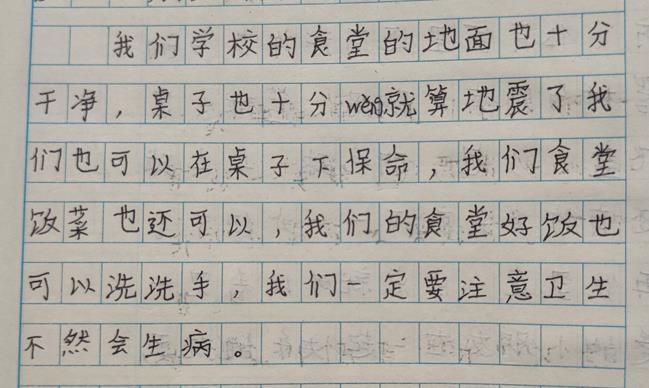 我们学校的食堂的地面也十分
干净，桌子也十分wěn就算地震了我
们也可以在桌子下保命，我们食堂
饭菜也还可以，我们的食堂好饭也
可以洗洗手，我们一定要注意卫生
不然会生病。